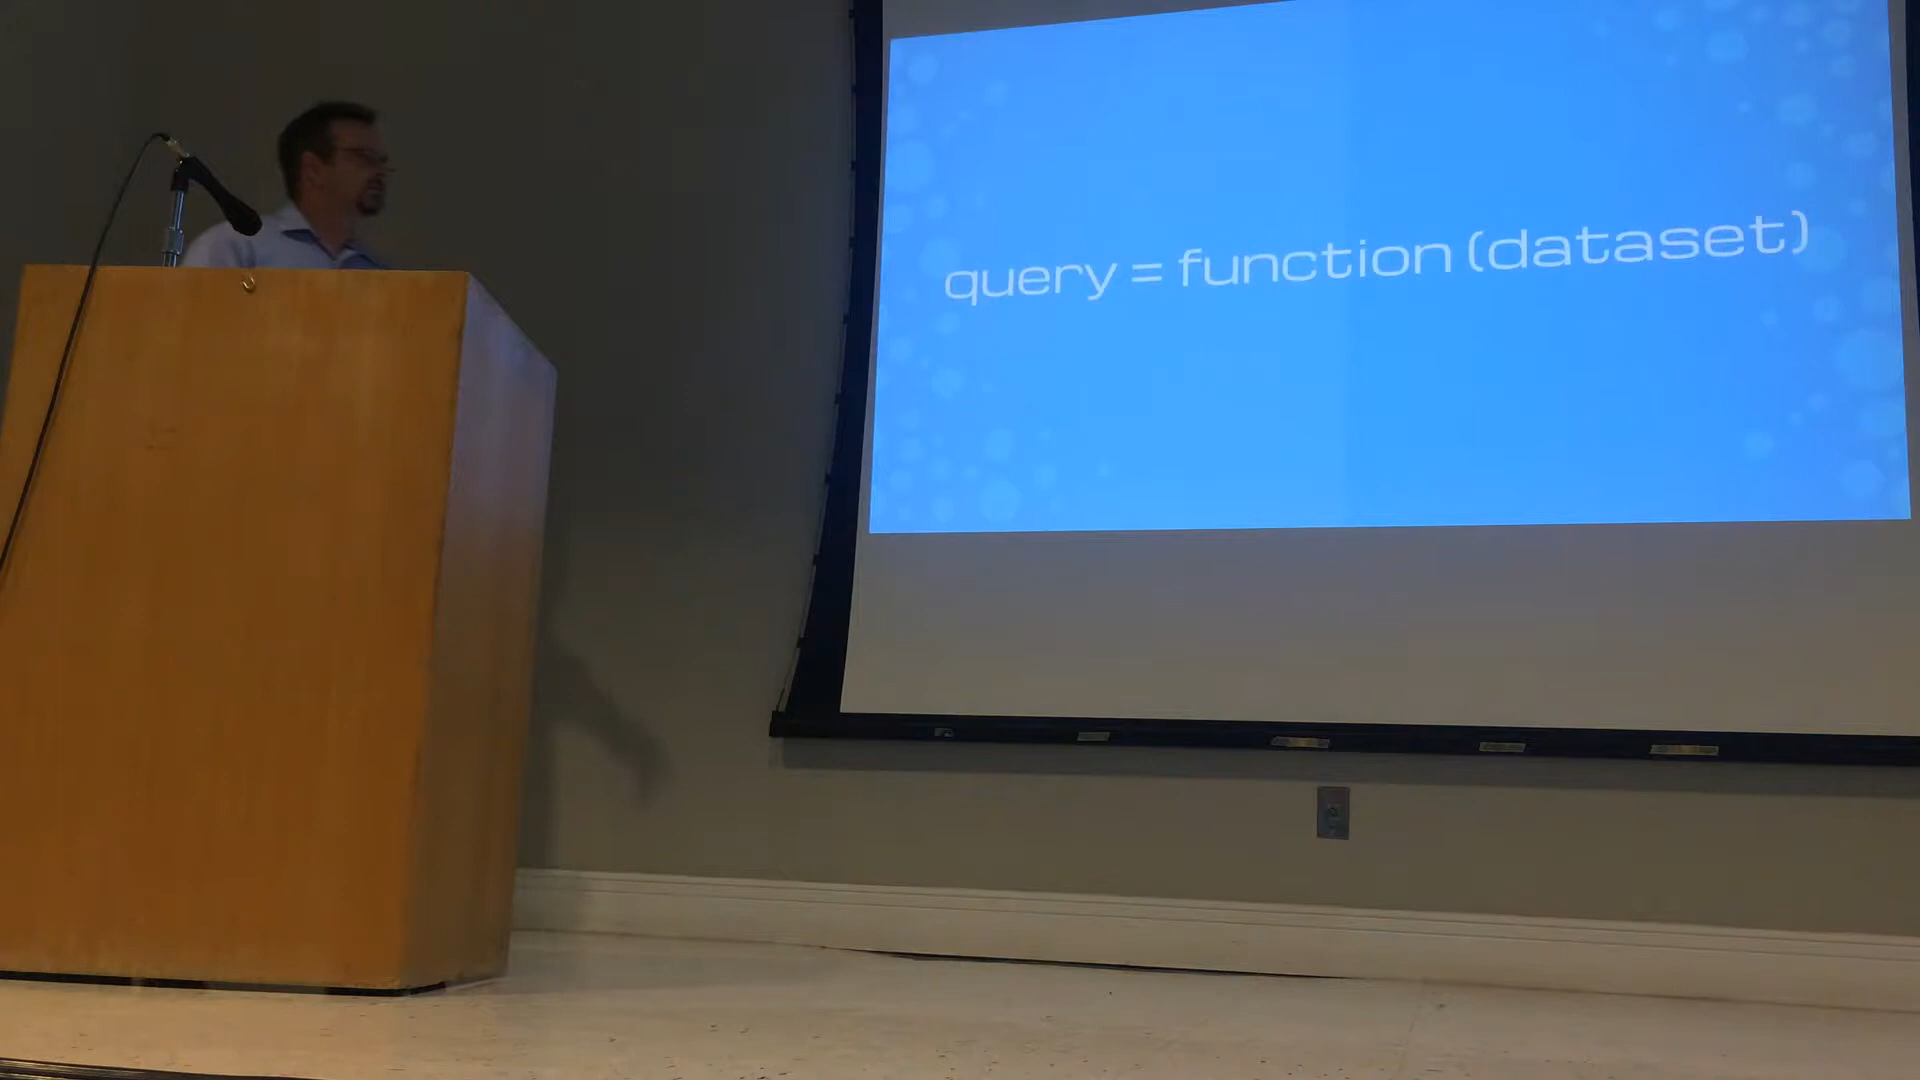 query = function (dataset)